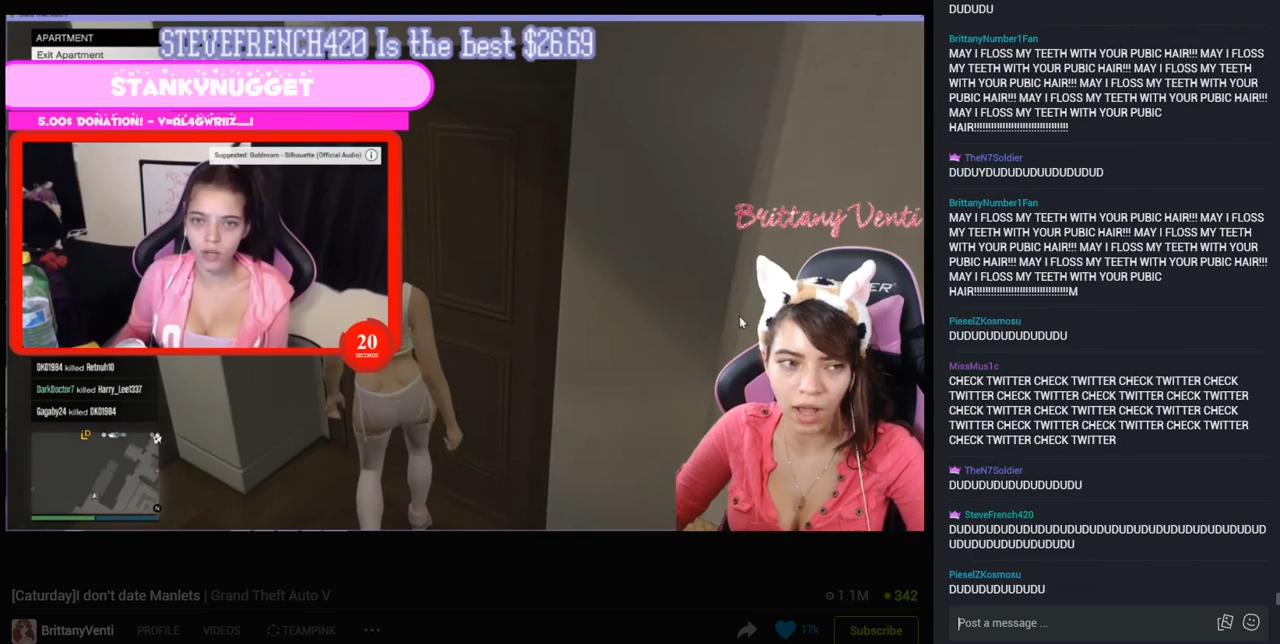 APARTMENT
Exit Apartment
STEVEFRENCH420 Is the best $26.69
STANKYNUGGET
5.00$ DONATION! -
Suggested: Goldroom - Silhouette (Official Audio)
20
SECONDS
DK01984 killed Retnuh10
DarkDoctor7 killed Harry_Lee1337
Gagaby24 killed DK01984
N
Brittany Venti
[Caturday]I don't date Manlets | Grand Theft Auto V
1.1M 342
BrittanyVenti PROFILE VIDEOS TEAMPINK
17k Subscribe
DUDUDU
BrittanyNumber1Fan
MAY I FLOSS MY TEETH WITH YOUR PUBIC HAIR!!! MAY I FLOSS
MY TEETH WITH YOUR PUBIC HAIR!!! MAY I FLOSS MY TEETH
WITH YOUR PUBIC HAIR!!! MAY I FLOSS MY TEETH WITH YOUR
PUBIC HAIR!!! MAY I FLOSS MY TEETH WITH YOUR PUBIC HAIR!!!
MAY I FLOSS MY TEETH WITH YOUR PUBIC
HAIR!!!!!!!!!!!!!!!!!!!!!!!!!!!!!!!!!
TheN7Soldier
DUDUYDUDUDUDUUDUDUDUD
BrittanyNumber1Fan
MAY I FLOSS MY TEETH WITH YOUR PUBIC HAIR!!! MAY I FLOSS
MY TEETH WITH YOUR PUBIC HAIR!!! MAY I FLOSS MY TEETH
WITH YOUR PUBIC HAIR!!! MAY I FLOSS MY TEETH WITH YOUR
PUBIC HAIR!!! MAY I FLOSS MY TEETH WITH YOUR PUBIC HAIR!!!
MAY I FLOSS MY TEETH WITH YOUR PUBIC
HAIR!!!!!!!!!!!!!!!!!!!!!!!!!!!!!!!!!M
PieselZKosmosu
DUDUDUDUDUDUDUDU
MissMus1c
CHECK TWITTER CHECK TWITTER CHECK TWITTER CHECK
TWITTER CHECK TWITTER CHECK TWITTER CHECK TWITTER
CHECK TWITTER CHECK TWITTER CHECK TWITTER CHECK
TWITTER CHECK TWITTER CHECK TWITTER CHECK TWITTER
CHECK TWITTER CHECK TWITTER
TheN7Soldier
DUDUDUDUDUDUDUDUDU
SteveFrench420
DUDUDUDUDUDUDUDUDUDUDUDUDUDUDUDUDUDUDUDUDUD
UDUDUDUDUDUDUDUDU
PieselZKosmosu
DUDUDUDUUDUDU
Post a message ...